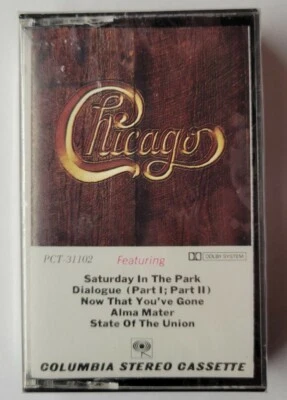 Chicago
PCT-31102 Featuring DOLBY SYSTEM
Saturday In The Park
Dialogue (Part I; Part II)
Now That You've Gone
Alma Mater
State Of The Union
COLUMBIA STEREO CASSETTE